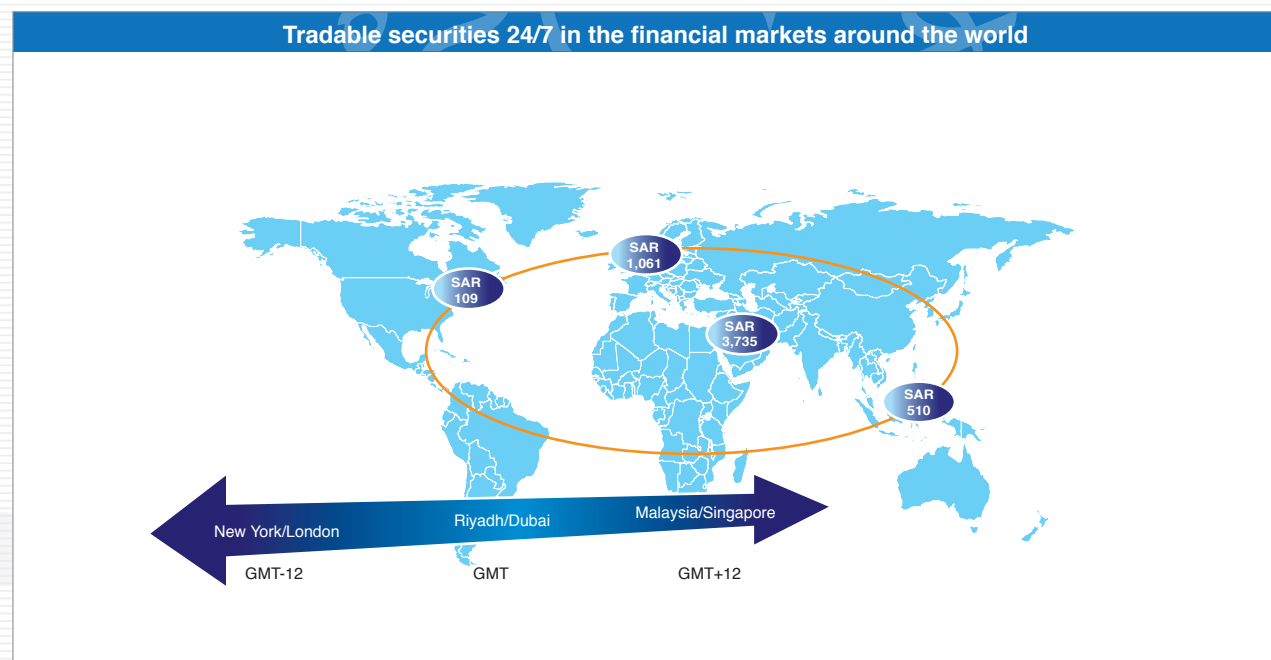 Tradable securities 24/7 in the financial markets around the world
SAR
1,061
SAR
109
SAR
3,735
SAR
510
New York/London
Riyadh/Dubai
Malaysia/Singapore
GMT-12
GMT
GMT+12